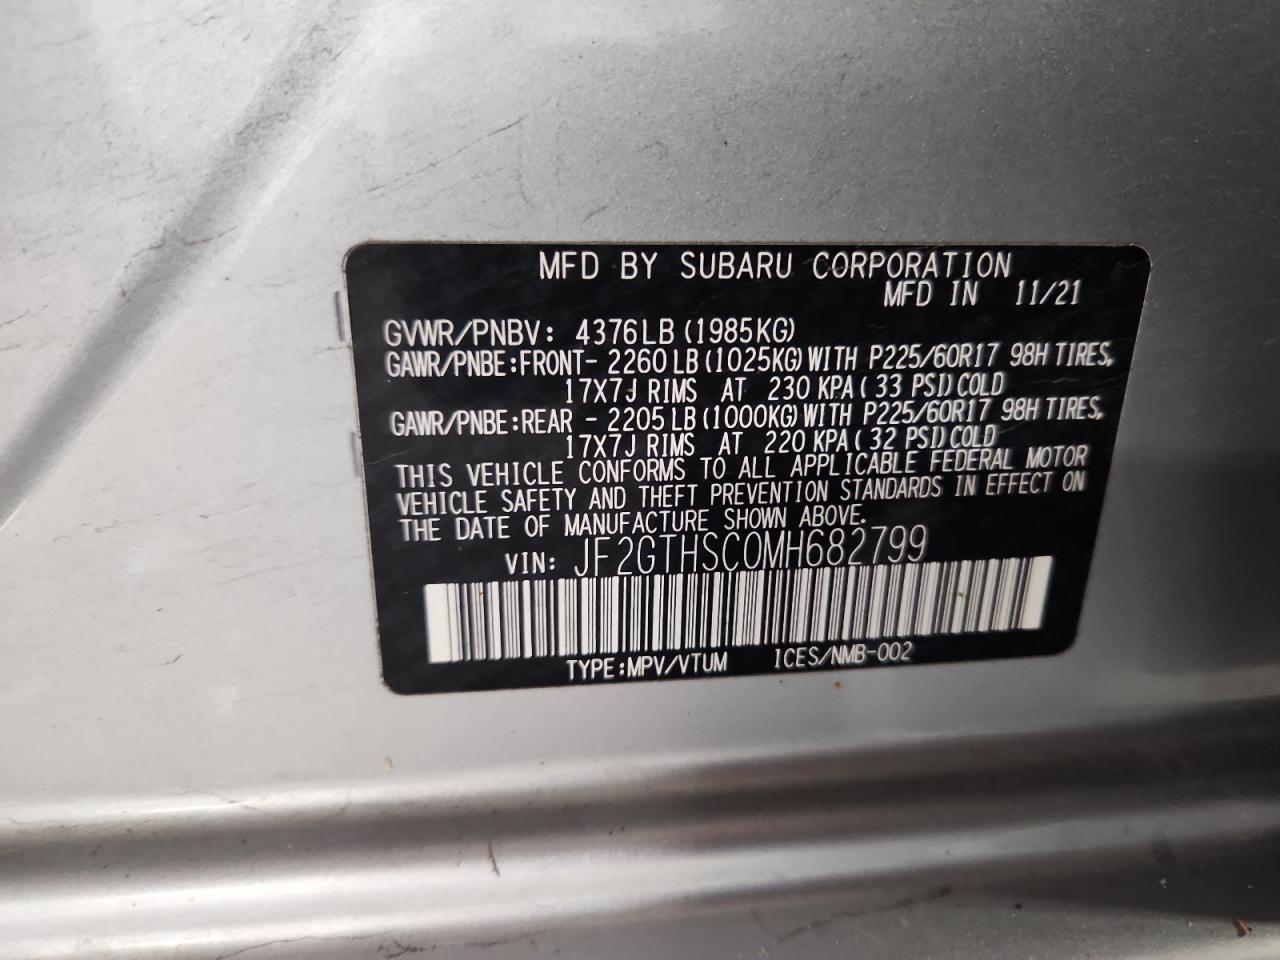 MFD BY SUBARU CORPORATION
MFD IN 11/21
GVWR/PNBV: 4376LB(1985KG)
GAWR/PNBE:FRONT- 2260LB(1025KG)WITH P225/60R17 98H TIRES,
17X7J RIMS AT 230 KPA(33 PSI)COLD
GAWR/PNBE:REAR - 2205LB(1000KG)WITH P225/60R17 98H TIRES,
17X7J RIMS AT 220 KPA(32 PSI)COLD
THIS VEHICLE CONFORMS TO ALL APPLICABLE FEDERAL MOTOR
VEHICLE SAFETY AND THEFT PREVENTION STANDARDS IN EFFECT ON
THE DATE OF MANUFACTURE SHOWN ABOVE.
VIN: JF2GTHSC0MH682799
TYPE:MPV/VTUM ICES/NMB-002